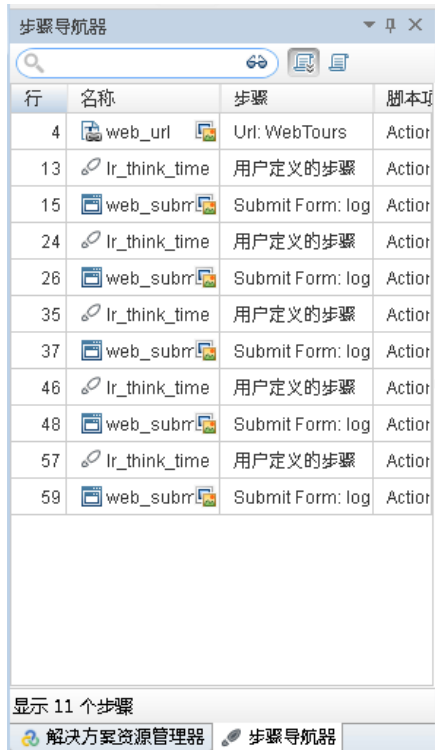 步骤导航器
行 名称 步骤 脚本项
4 web_url Url: WebTours Action
13 lr_think_time 用户定义的步骤 Action
15 web_subm Submit Form: log Action
24 lr_think_time 用户定义的步骤 Action
26 web_subm Submit Form: log Action
35 lr_think_time 用户定义的步骤 Action
37 web_subm Submit Form: log Action
46 lr_think_time 用户定义的步骤 Action
48 web_subm Submit Form: log Action
57 lr_think_time 用户定义的步骤 Action
59 web_subm Submit Form: log Action
显示 11 个步骤
解决方案资源管理器 步骤导航器